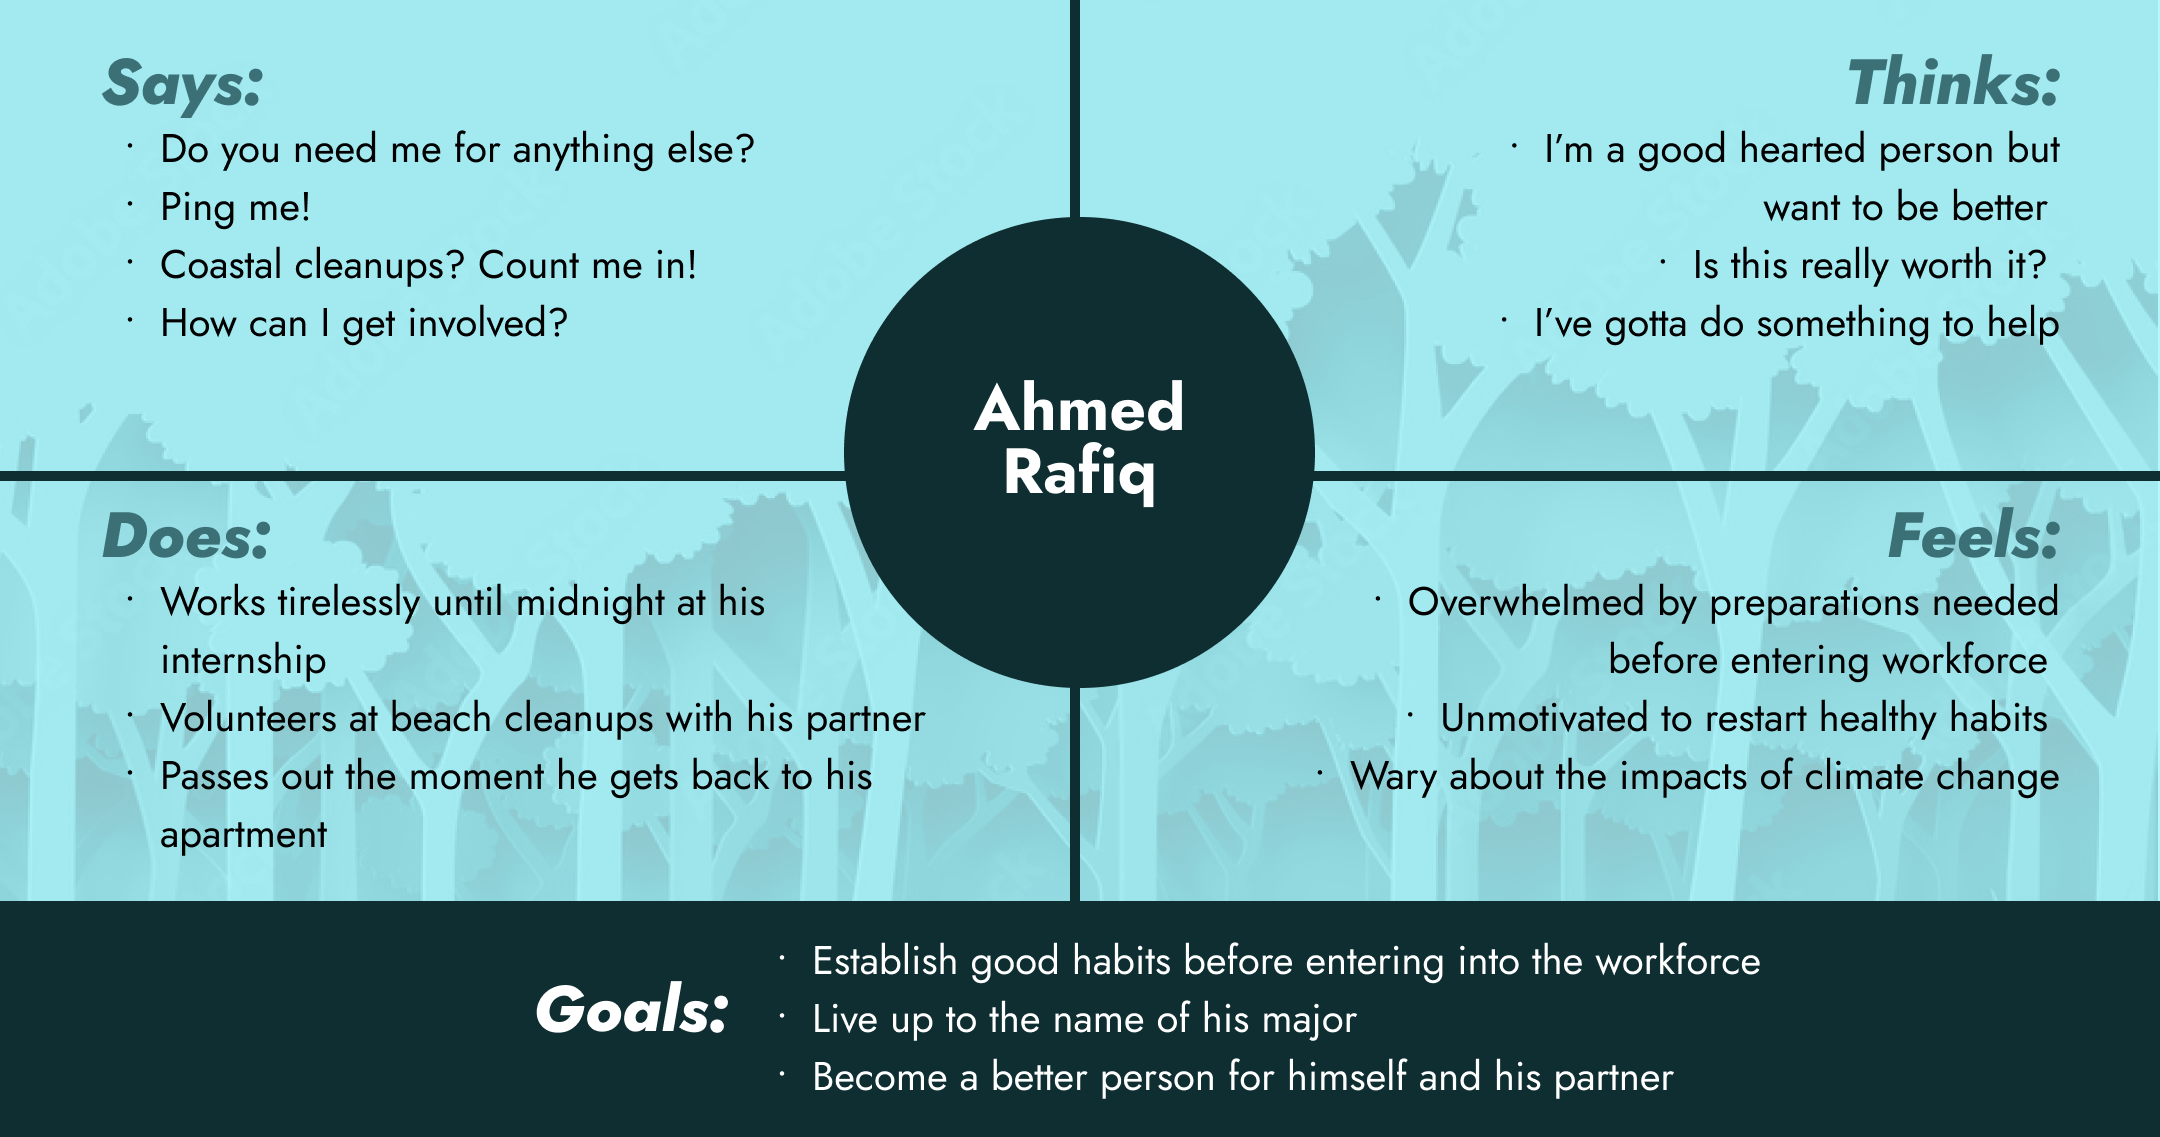 Says:
· Do you need me for anything else?
· Ping me!
· Coastal cleanups? Count me in!
· How can I get involved?
Thinks:
· I’m a good hearted person but
want to be better
· Is this really worth it?
· I’ve gotta do something to help
Ahmed
Rafiq
Does:
· Works tirelessly until midnight at his
internship
· Volunteers at beach cleanups with his partner
· Passes out the moment he gets back to his
apartment
Feels:
· Overwhelmed by preparations needed
before entering workforce
· Unmotivated to restart healthy habits
· Wary about the impacts of climate change
Goals:
· Establish good habits before entering into the workforce
· Live up to the name of his major
· Become a better person for himself and his partner